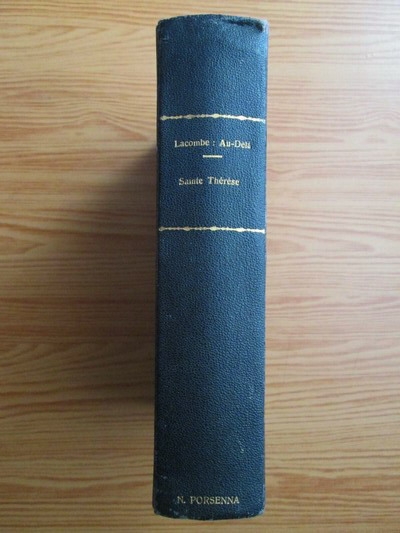 Lacombe : Au-Delà
Sainte Thérèse
N. PORSENNA